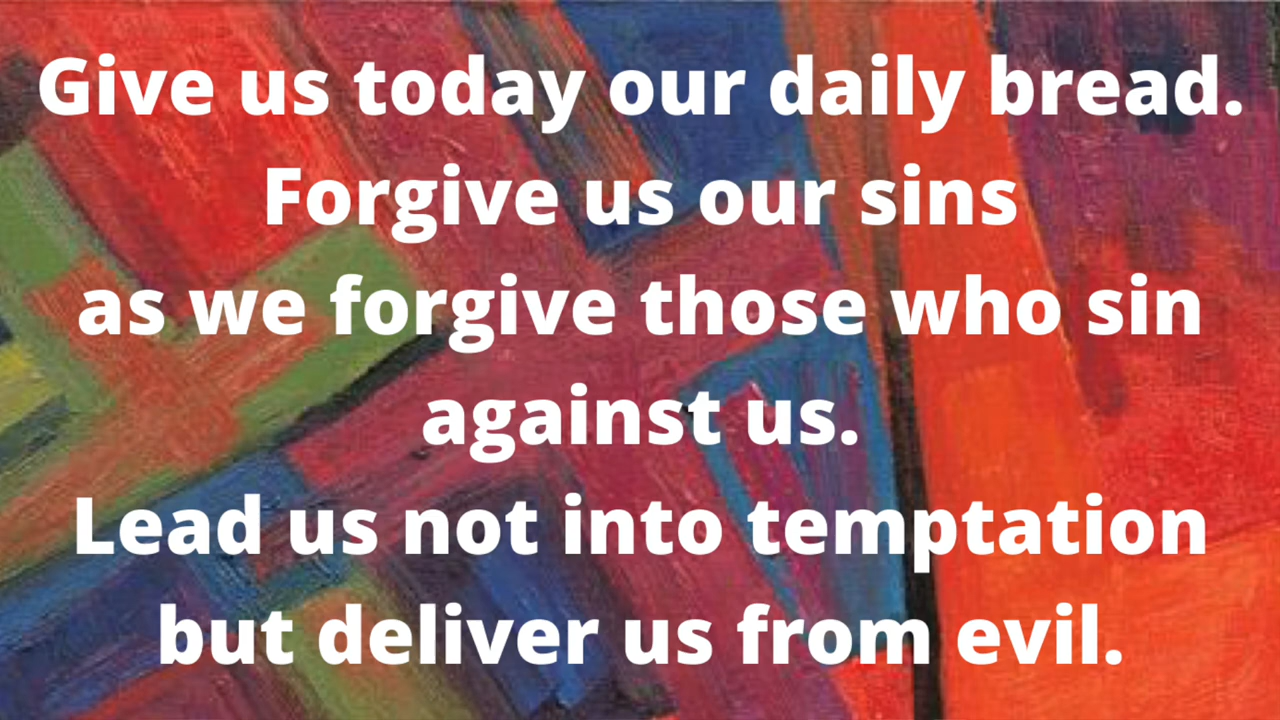 Give us today our daily bread.
Forgive us our sins
as we forgive those who sin
against us.
Lead us not into temptation
but deliver us from evil.